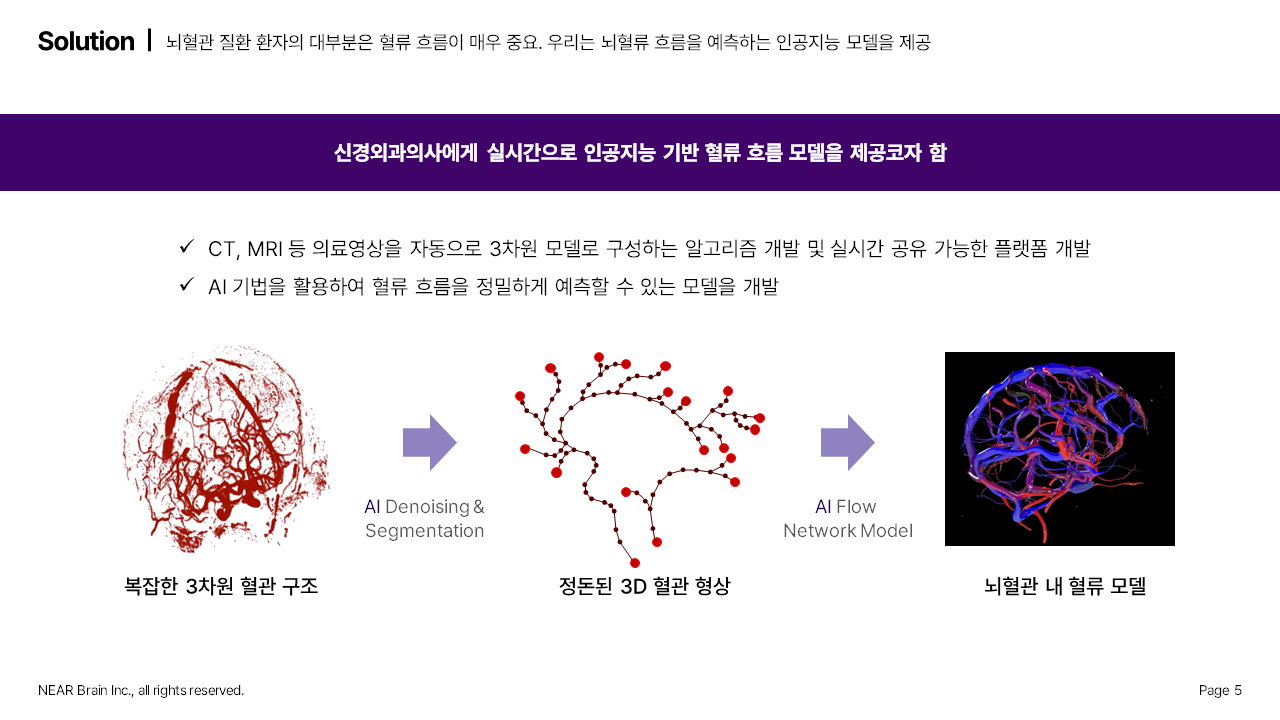 Solution | 뇌혈관 질환 환자의 대부분은 혈류 흐름이 매우 중요. 우리는 뇌혈류 흐름을 예측하는 인공지능 모델을 제공
신경외과의사에게 실시간으로 인공지능 기반 혈류 흐름 모델을 제공코자 함
✓ CT, MRI 등 의료영상을 자동으로 3차원 모델로 구성하는 알고리즘 개발 및 실시간 공유 가능한 플랫폼 개발
✓ AI 기법을 활용하여 혈류 흐름을 정밀하게 예측할 수 있는 모델을 개발
AI Denoising &
Segmentation
AI Flow
Network Model
복잡한 3차원 혈관 구조
정돈된 3D 혈관 형상
뇌혈관 내 혈류 모델
NEAR Brain Inc., all rights reserved.
Page 5